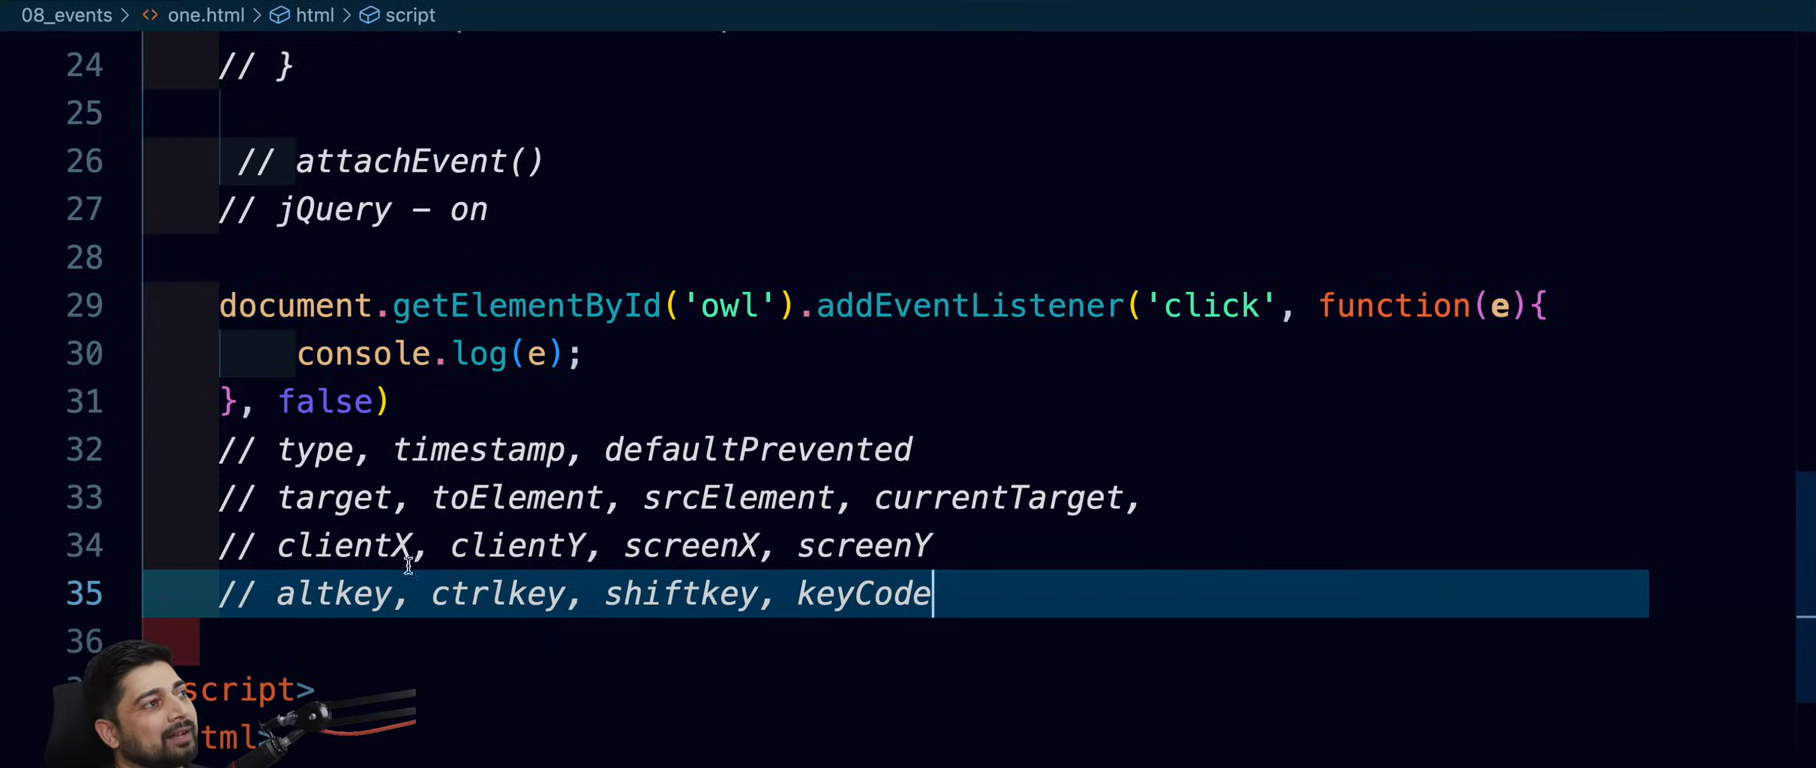 08_events > one.html > html > script
24 // }
25
26 // attachEvent()
27 // jQuery - on
28
29 document.getElementById('owl').addEventListener('click', function(e){
30 console.log(e);
31 }, false)
32 // type, timestamp, defaultPrevented
33 // target, toElement, srcElement, currentTarget,
34 // clientX, clientY, screenX, screenY
35 // altkey, ctrlkey, shiftkey, keyCode
36
script>
tml